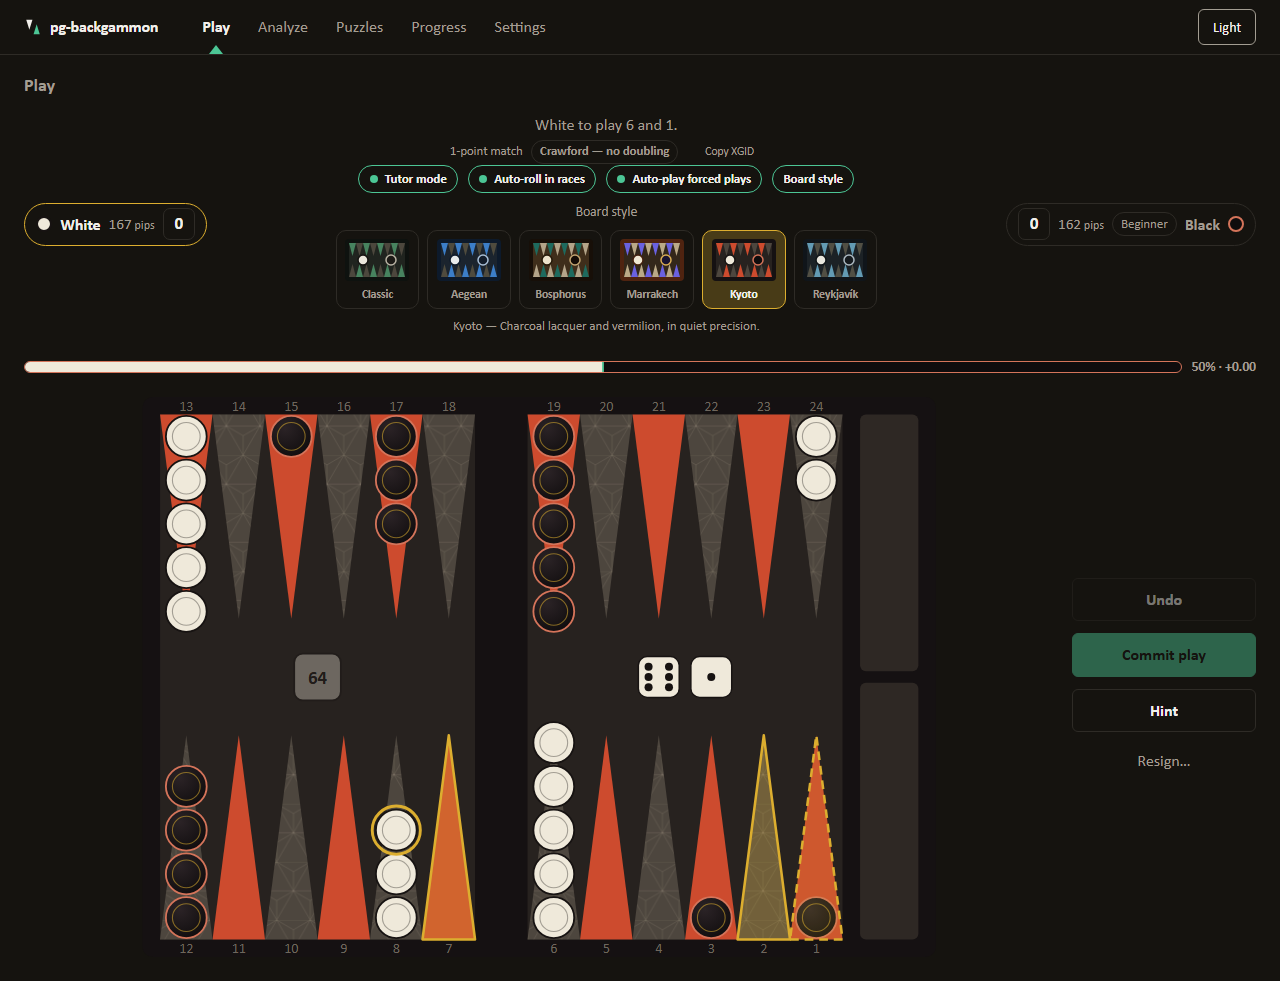 pg-backgammon Play Analyze Puzzles Progress Settings Light
Play
White to play 6 and 1.
1-point match Crawford — no doubling Copy XGID
Tutor mode Auto-roll in races Auto-play forced plays Board style
White 167 pips 0
Board style
0 162 pips Beginner Black
Classic Aegean Bosphorus Marrakech Kyoto Reykjavík
Kyoto — Charcoal lacquer and vermilion, in quiet precision.
50% · +0.00
13 14 15 16 17 18 19 20 21 22 23 24
64
12 11 10 9 8 7 6 5 4 3 2 1
Undo
Commit play
Hint
Resign...